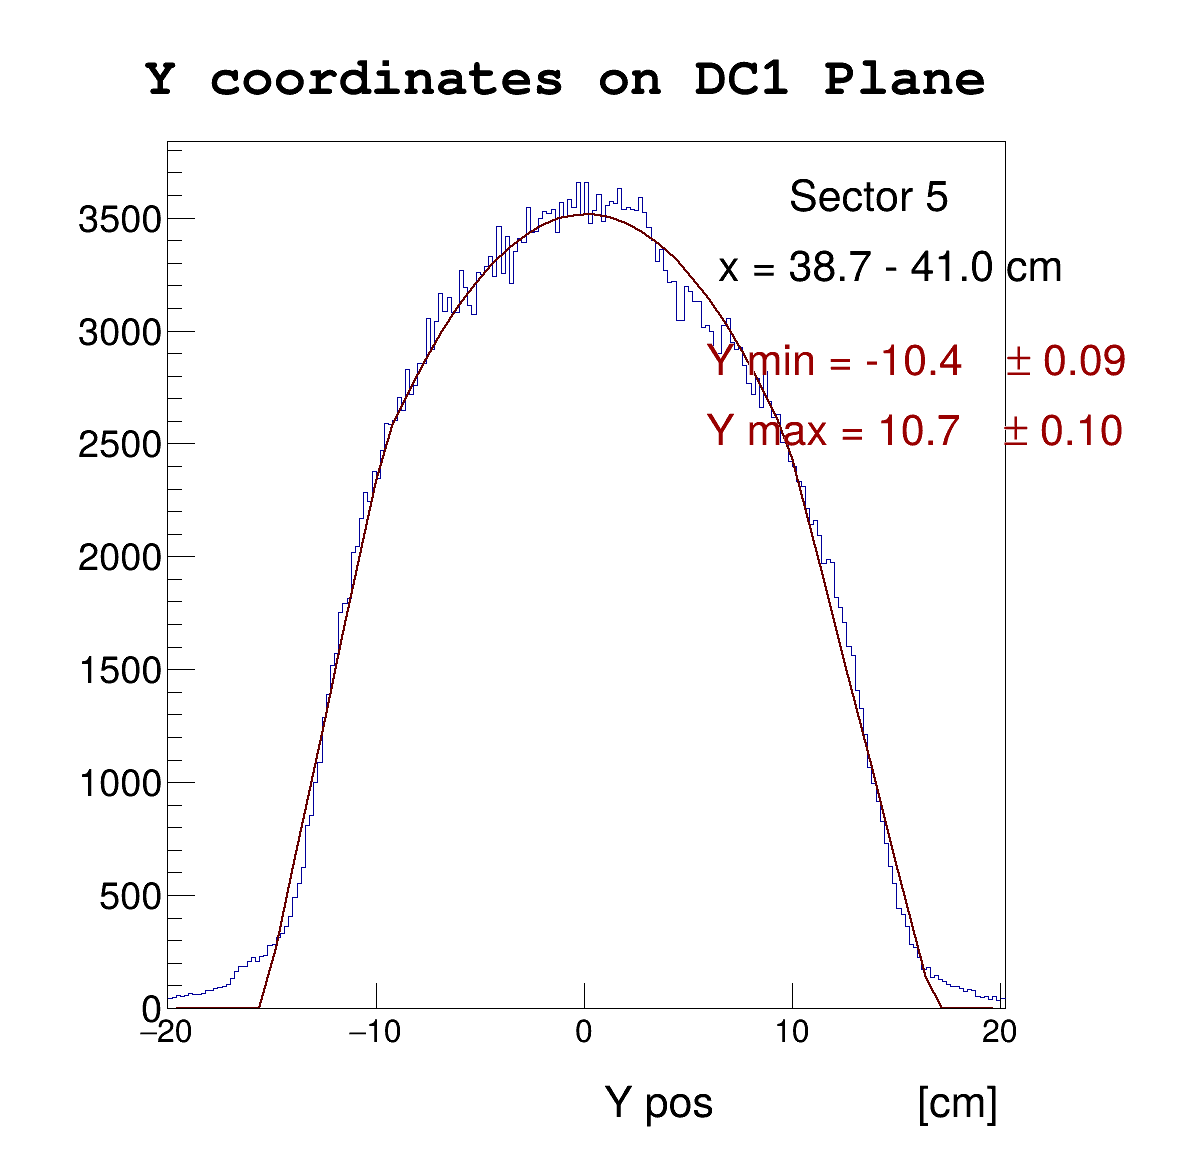 Y coordinates on DC1 Plane
Sector 5
x = 38.7 - 41.0 cm
Y min = -10.4 ± 0.09
Y max = 10.7 ± 0.10
3500
3000
2500
2000
1500
1000
500
0
−20 −10 0 10 20
Y pos [cm]